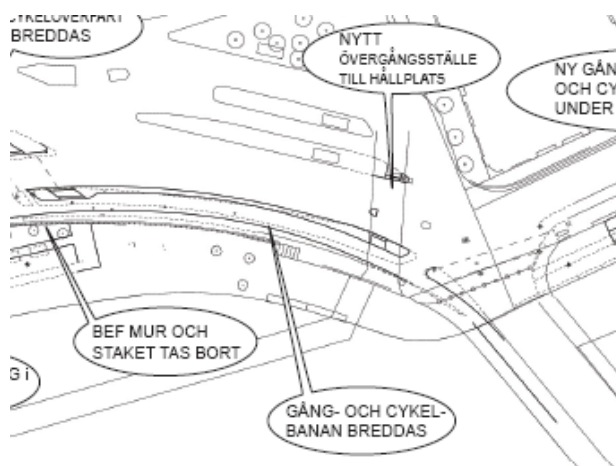 CYKELÖVERFART
BREDDAS
NYTT
ÖVERGÅNGSSTÄLLE
TILL HÅLLPLATS
NY GÅN
OCH CY
UNDER
BEF MUR OCH
STAKET TAS BORT
G i
GÅNG- OCH CYKEL-
BANAN BREDDAS